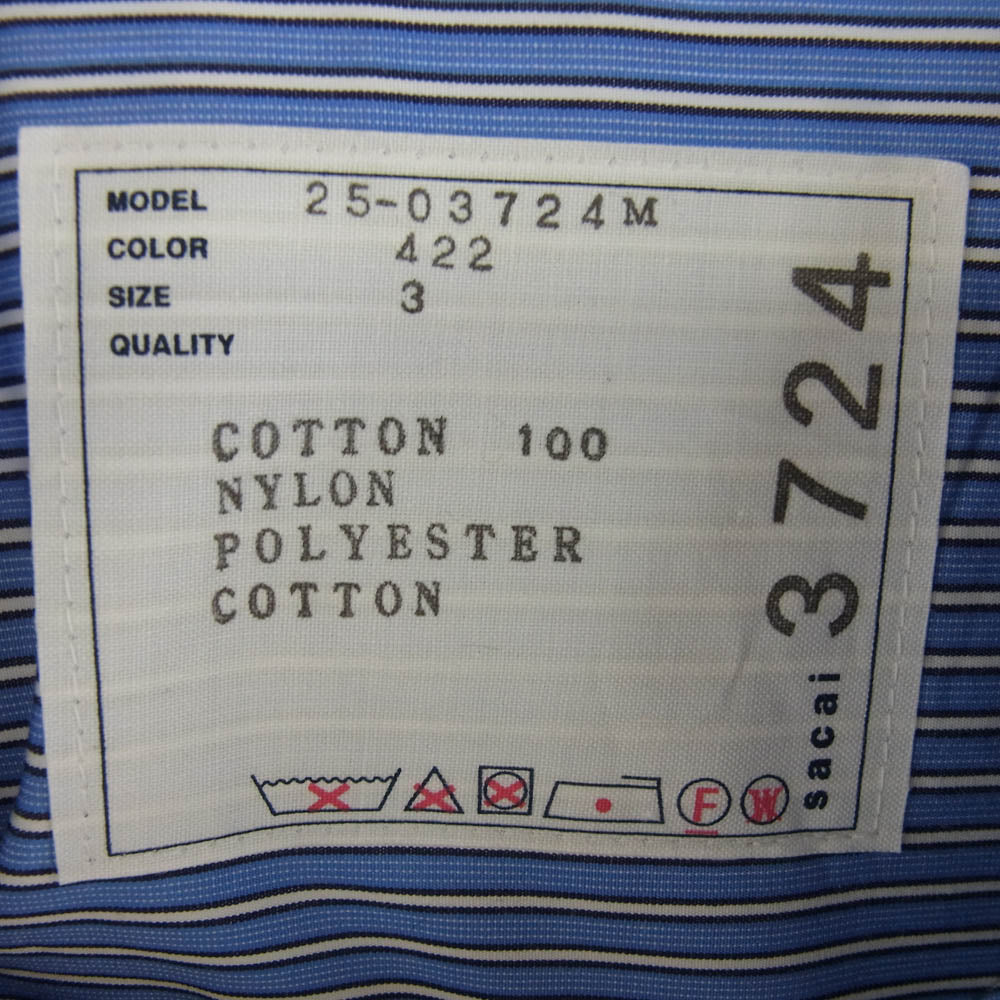 MODEL 25-03724M
COLOR 422
SIZE 3
QUALITY
COTTON 100
NYLON
POLYESTER
COTTON
F W
sacai 3724